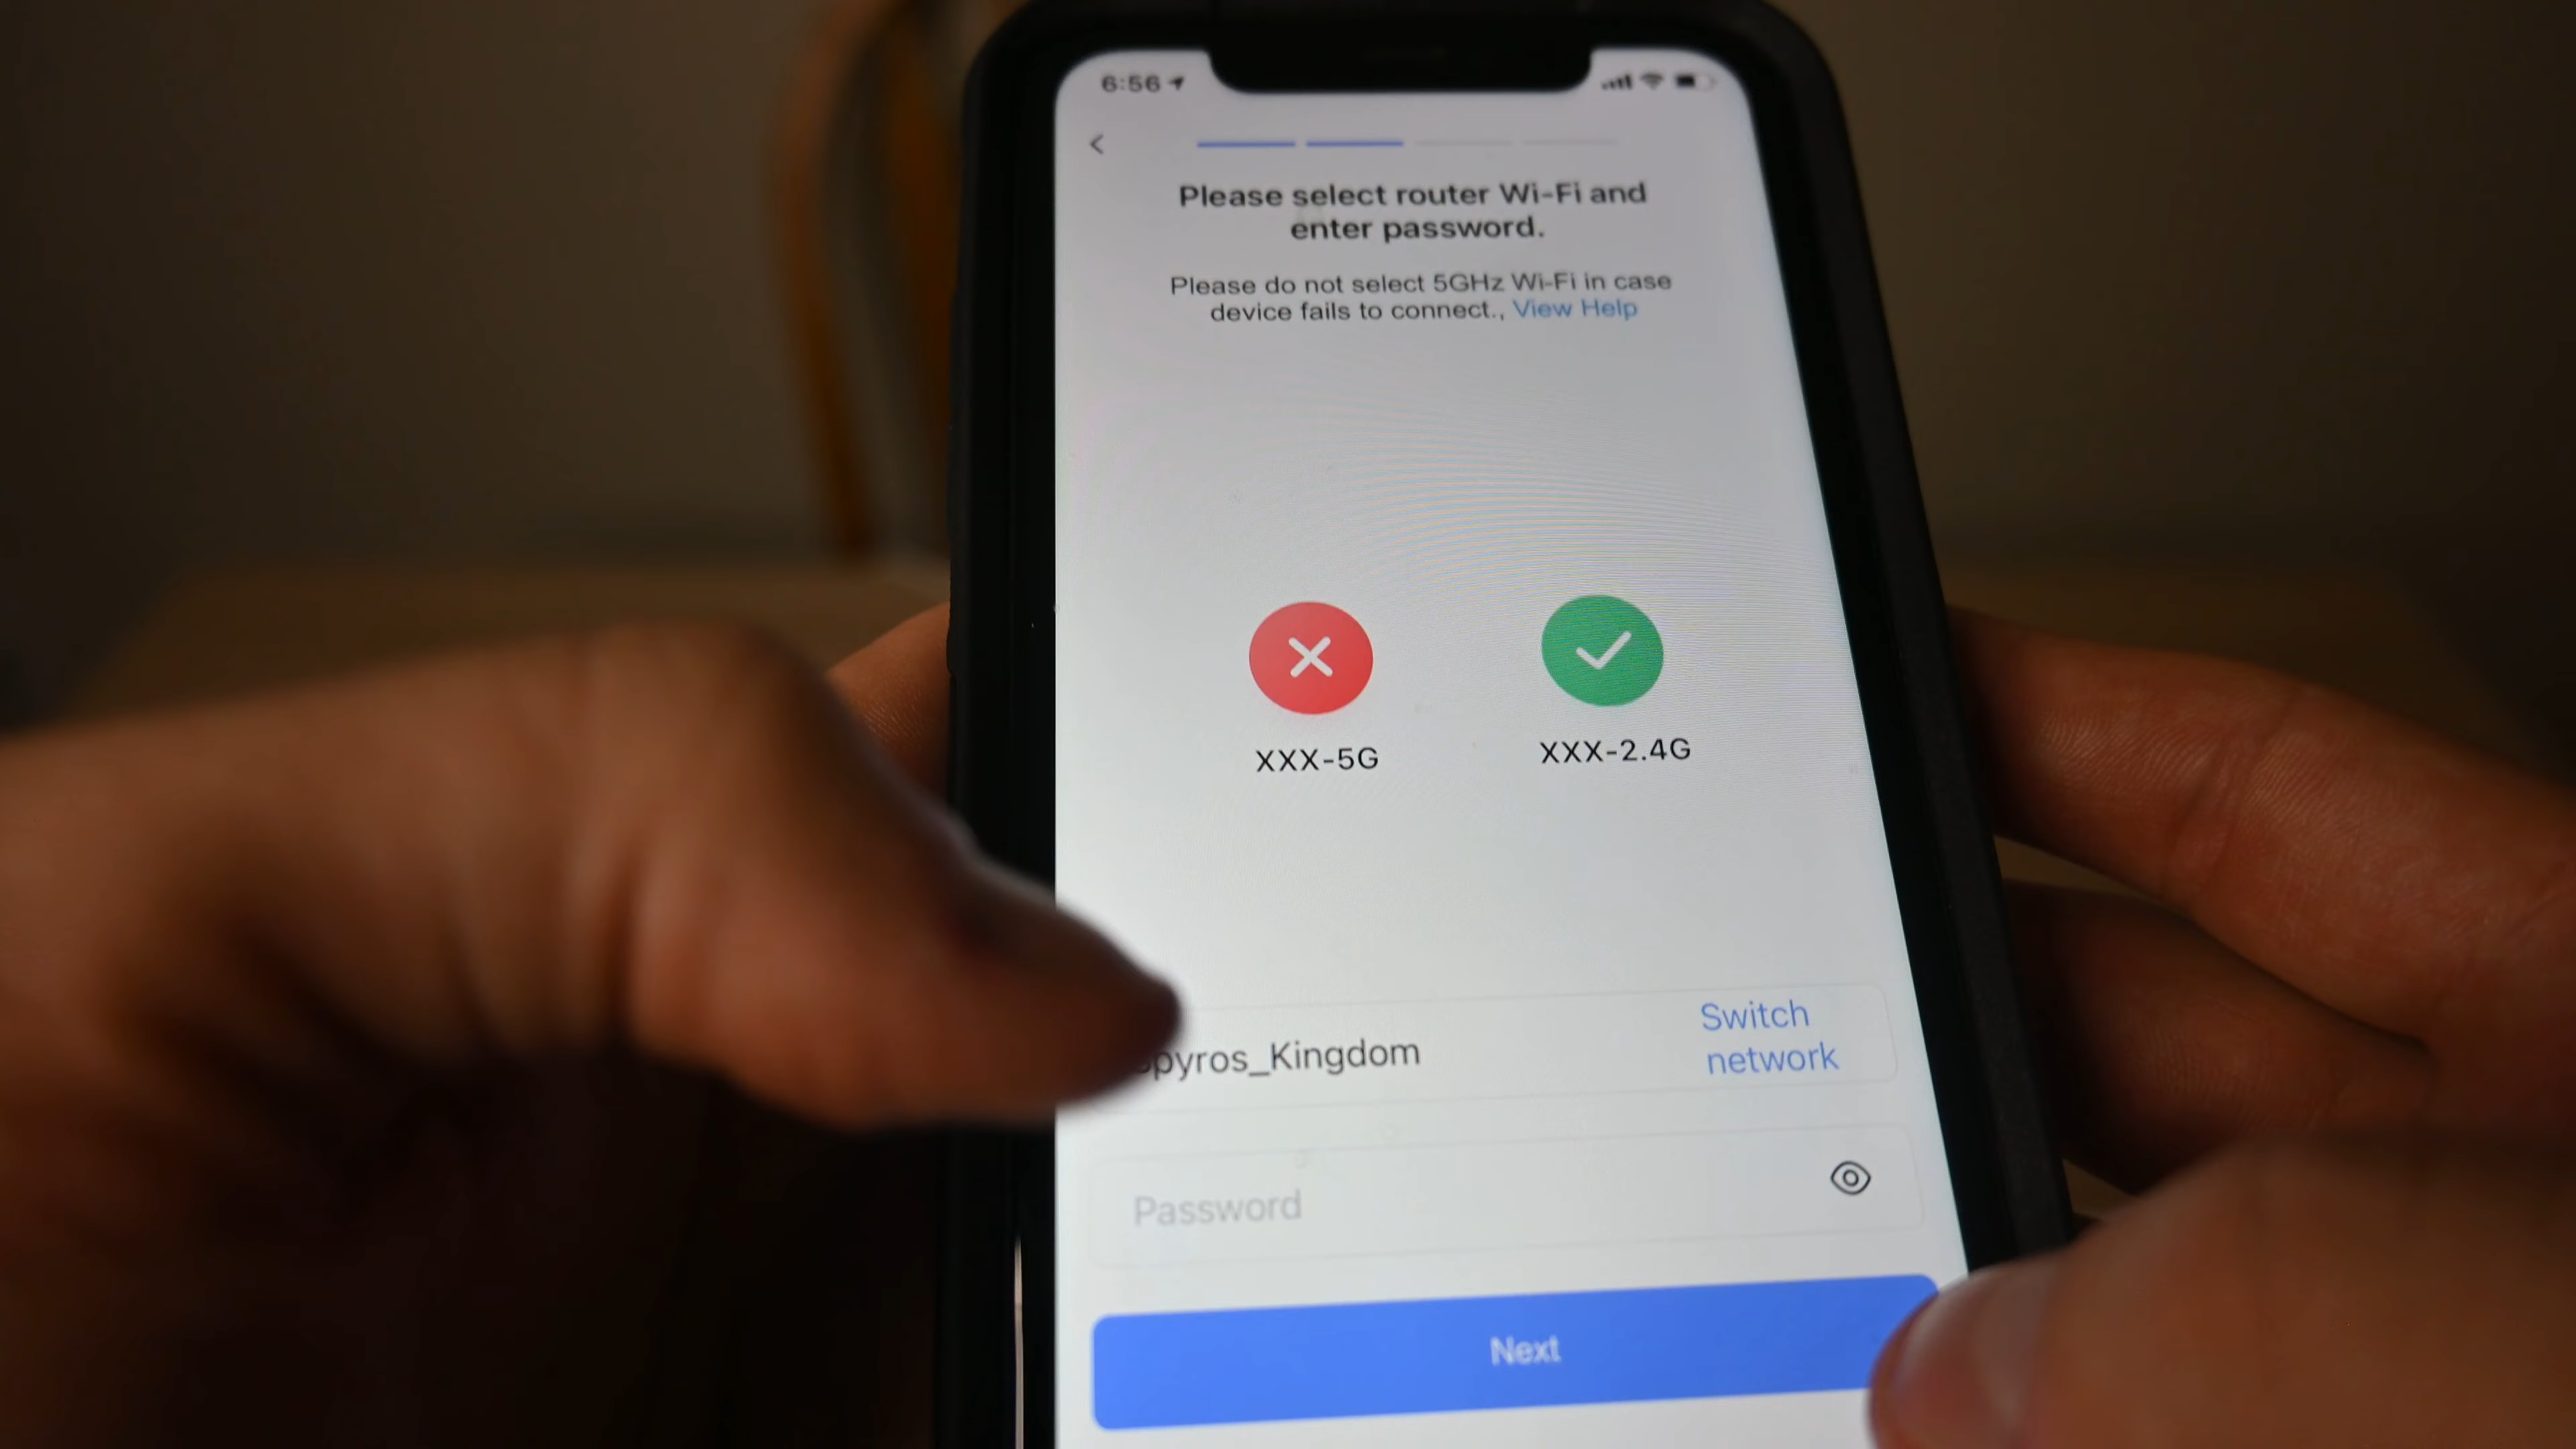 6:56
Please select router Wi-Fi and
enter password.
Please do not select 5GHz Wi-Fi in case
device fails to connect., View Help
XXX-5G
XXX-2.4G
Switch
network
Password
Next